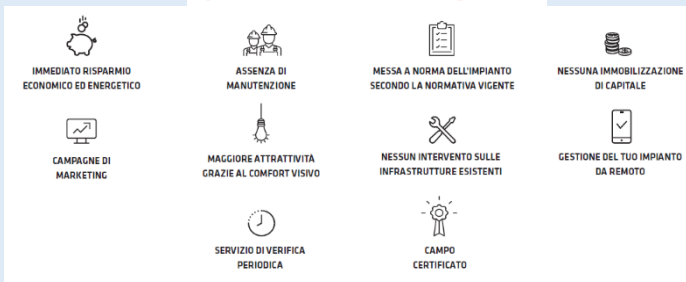 IMMEDIATO RISPARMIO
ECONOMICO ED ENERGETICO
ASSENZA DI
MANUTENZIONE
MESSA A NORMA DELL'IMPIANTO
SECONDO LA NORMATIVA VIGENTE
NESSUNA IMMOBILIZZAZIONE
DI CAPITALE
CAMPAGNE DI
MARKETING
MAGGIORE ATTRATTIVITÀ
GRAZIE AL COMFORT VISIVO
NESSUN INTERVENTO SULLE
INFRASTRUTTURE ESISTENTI
GESTIONE DEL TUO IMPIANTO
DA REMOTO
SERVIZIO DI VERIFICA
PERIODICA
CAMPO
CERTIFICATO